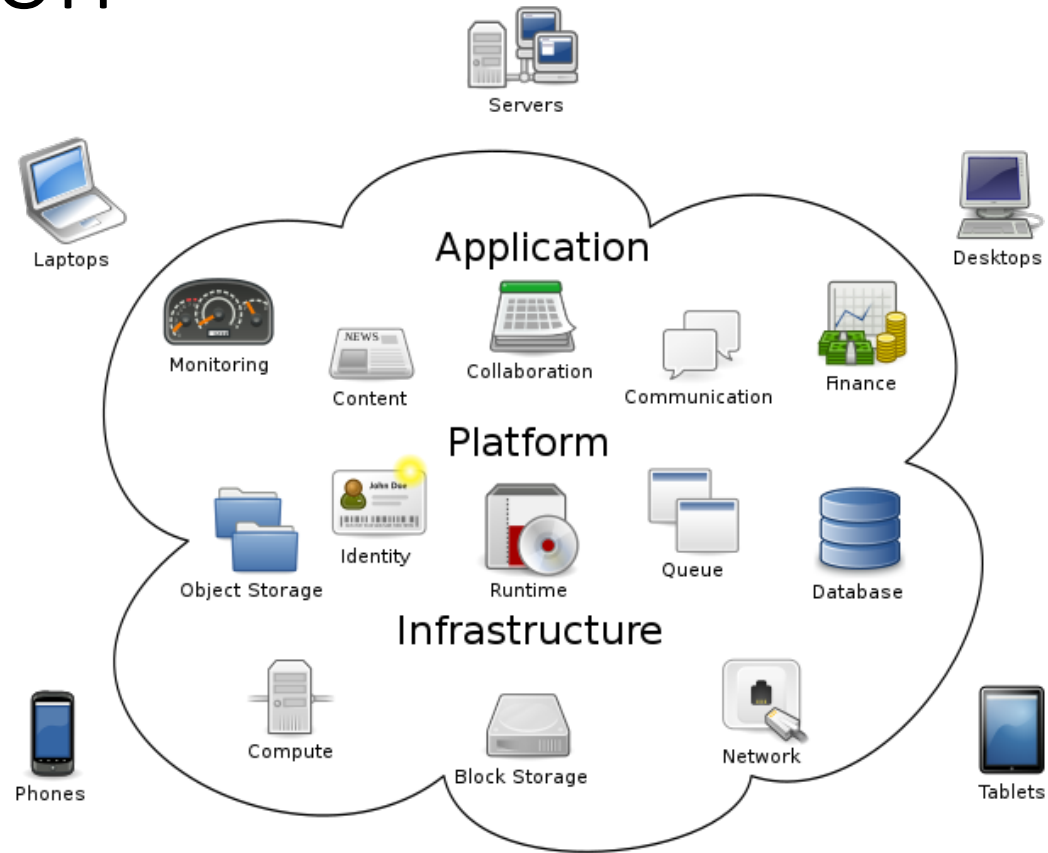 Servers
Laptops
Desktops
Application
Monitoring
NEWS
Content
Collaboration
Communication
Finance
Platform
John Doe
Object Storage
Identity
Runtime
Queue
Database
Infrastructure
Compute
Block Storage
Network
Phones
Tablets